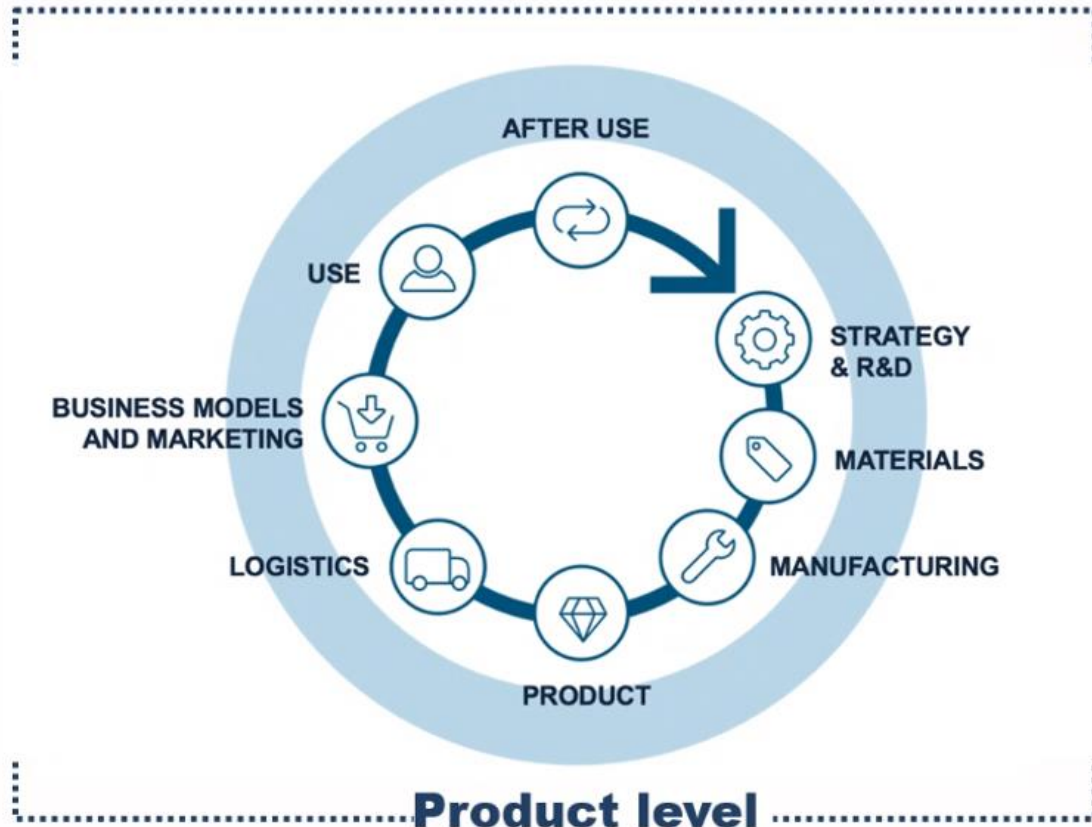 AFTER USE
USE
STRATEGY
& R&D
BUSINESS MODELS
AND MARKETING
MATERIALS
LOGISTICS
MANUFACTURING
PRODUCT
Product level